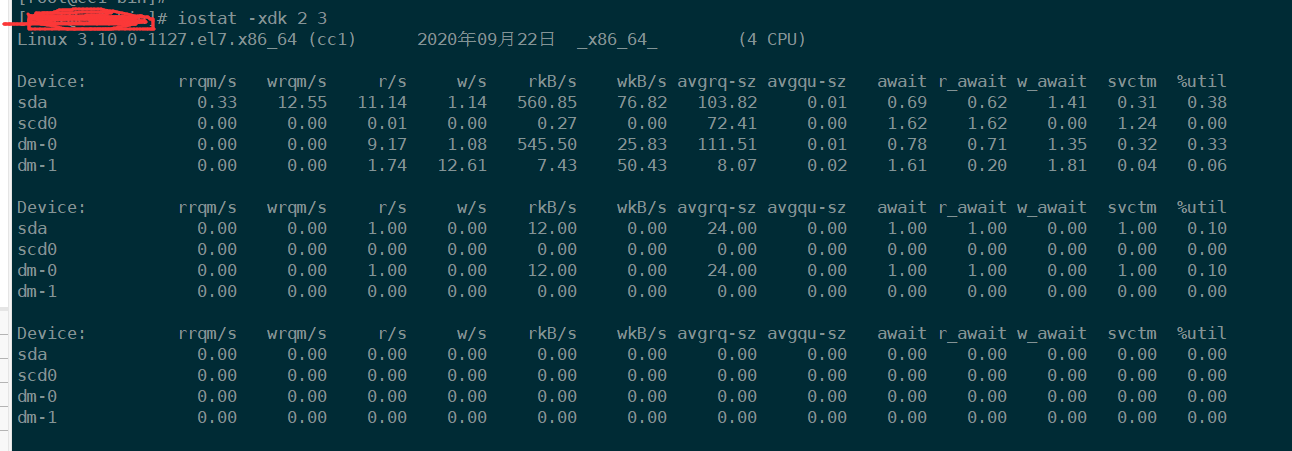 [ ]# iostat -xdk 2 3
Linux 3.10.0-1127.el7.x86_64 (cc1) 2020年09月22日 _x86_64_ (4 CPU)
Device: rrqm/s wrqm/s r/s w/s rkB/s wkB/s avgrq-sz avgqu-sz await r_await w_await svctm %util
sda 0.33 12.55 11.14 1.14 560.85 76.82 103.82 0.01 0.69 0.62 1.41 0.31 0.38
scd0 0.00 0.00 0.01 0.00 0.27 0.00 72.41 0.00 1.62 1.62 0.00 1.24 0.00
dm-0 0.00 0.00 9.17 1.08 545.50 25.83 111.51 0.01 0.78 0.71 1.35 0.32 0.33
dm-1 0.00 0.00 1.74 12.61 7.43 50.43 8.07 0.02 1.61 0.20 1.81 0.04 0.06
Device: rrqm/s wrqm/s r/s w/s rkB/s wkB/s avgrq-sz avgqu-sz await r_await w_await svctm %util
sda 0.00 0.00 1.00 0.00 12.00 0.00 24.00 0.00 1.00 1.00 0.00 1.00 0.10
scd0 0.00 0.00 0.00 0.00 0.00 0.00 0.00 0.00 0.00 0.00 0.00 0.00 0.00
dm-0 0.00 0.00 1.00 0.00 12.00 0.00 24.00 0.00 1.00 1.00 0.00 1.00 0.10
dm-1 0.00 0.00 0.00 0.00 0.00 0.00 0.00 0.00 0.00 0.00 0.00 0.00 0.00
Device: rrqm/s wrqm/s r/s w/s rkB/s wkB/s avgrq-sz avgqu-sz await r_await w_await svctm %util
sda 0.00 0.00 0.00 0.00 0.00 0.00 0.00 0.00 0.00 0.00 0.00 0.00 0.00
scd0 0.00 0.00 0.00 0.00 0.00 0.00 0.00 0.00 0.00 0.00 0.00 0.00 0.00
dm-0 0.00 0.00 0.00 0.00 0.00 0.00 0.00 0.00 0.00 0.00 0.00 0.00 0.00
dm-1 0.00 0.00 0.00 0.00 0.00 0.00 0.00 0.00 0.00 0.00 0.00 0.00 0.00